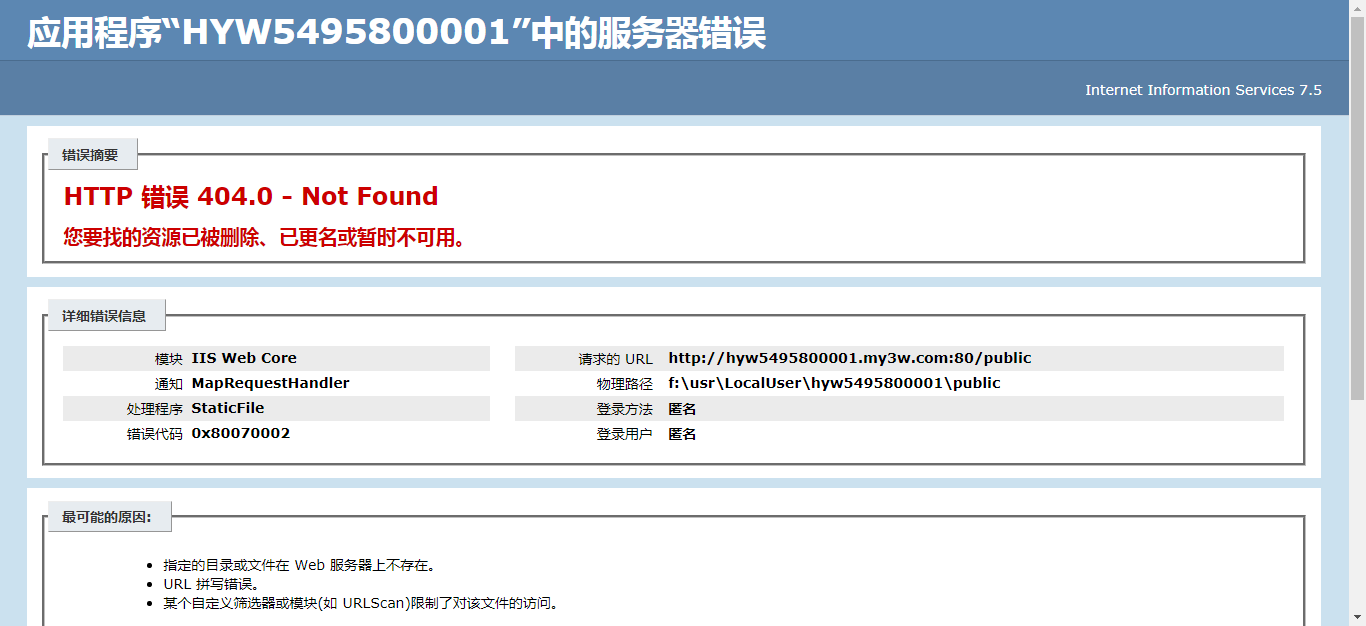 应用程序“HYW5495800001”中的服务器错误
Internet Information Services 7.5
错误摘要
HTTP 错误 404.0 - Not Found
您要找的资源已被删除、已更名或暂时不可用。
详细错误信息
模块 IIS Web Core
通知 MapRequestHandler
处理程序 StaticFile
错误代码 0x80070002
请求的 URL http://hyw5495800001.my3w.com:80/public
物理路径 f:\usr\LocalUser\hyw5495800001\public
登录方法 匿名
登录用户 匿名
最可能的原因:
指定的目录或文件在 Web 服务器上不存在。
URL 拼写错误。
某个自定义筛选器或模块(如 URLScan)限制了对该文件的访问。